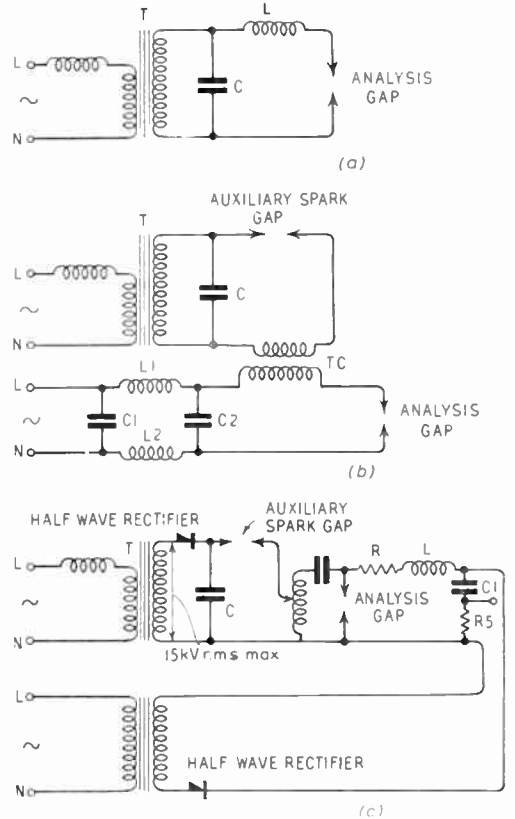 T
L
L
C
ANALYSIS
GAP
N
(a)
AUXILIARY SPARK
GAP
T
L
C
N
TC
L
L1
C1
C2
L2
ANALYSIS
GAP
N
(b)
HALF WAVE RECTIFIER
AUXILIARY
SPARK GAP
T
L
R
L
C
ANALYSIS
GAP
C1
R5
N
15kV r.m.s max
L
N
HALF WAVE RECTIFIER
(c)